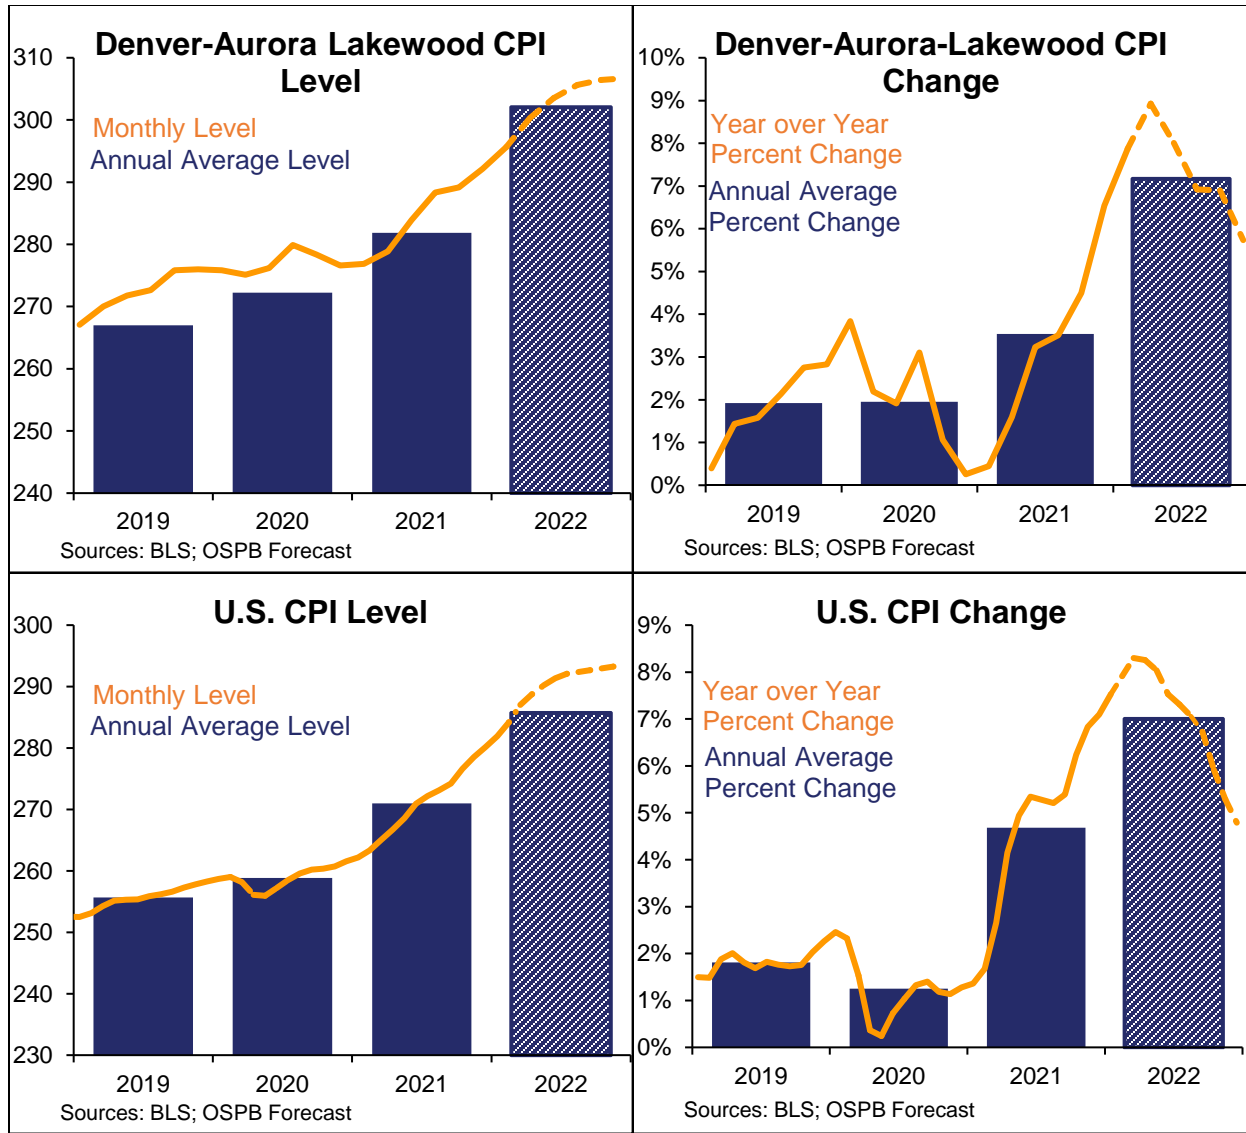 Denver-Aurora Lakewood CPI
Level
310
300
290
280
270
260
250
240
Monthly Level
Annual Average Level
2019
2020
2021
2022
Sources: BLS; OSPB Forecast
Denver-Aurora-Lakewood CPI
Change
10%
9%
8%
7%
6%
5%
4%
3%
2%
1%
0%
Year over Year
Percent Change
Annual Average
Percent Change
2019
2020
2021
2022
Sources: BLS; OSPB Forecast
U.S. CPI Level
300
290
280
270
260
250
240
230
Monthly Level
Annual Average Level
2019
2020
2021
2022
Sources: BLS; OSPB Forecast
U.S. CPI Change
9%
8%
7%
6%
5%
4%
3%
2%
1%
0%
Year over Year
Percent Change
Annual Average
Percent Change
2019
2020
2021
2022
Sources: BLS; OSPB Forecast